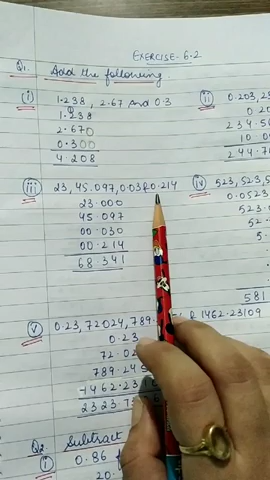 EXERCISE-6.2
Q1. Add the following
(i) 1.238, 2.67 and 0.3
1.238
2.670
0.300
4.208
(ii) 0.203, 25
0.20
234.5
10.0
244.7
(iii) 23, 45.097, 0.03 & 0.214
23.000
45.097
00.030
00.214
68.341
(iv) 523, 523.5
0.0523
523.
52.
5
581
(v) 0.23, 72024, 789. & 1462.23109
0.23
72.02
789.245
1462.23
2323.7
Q2. Subtract
(i) 0.86
20.